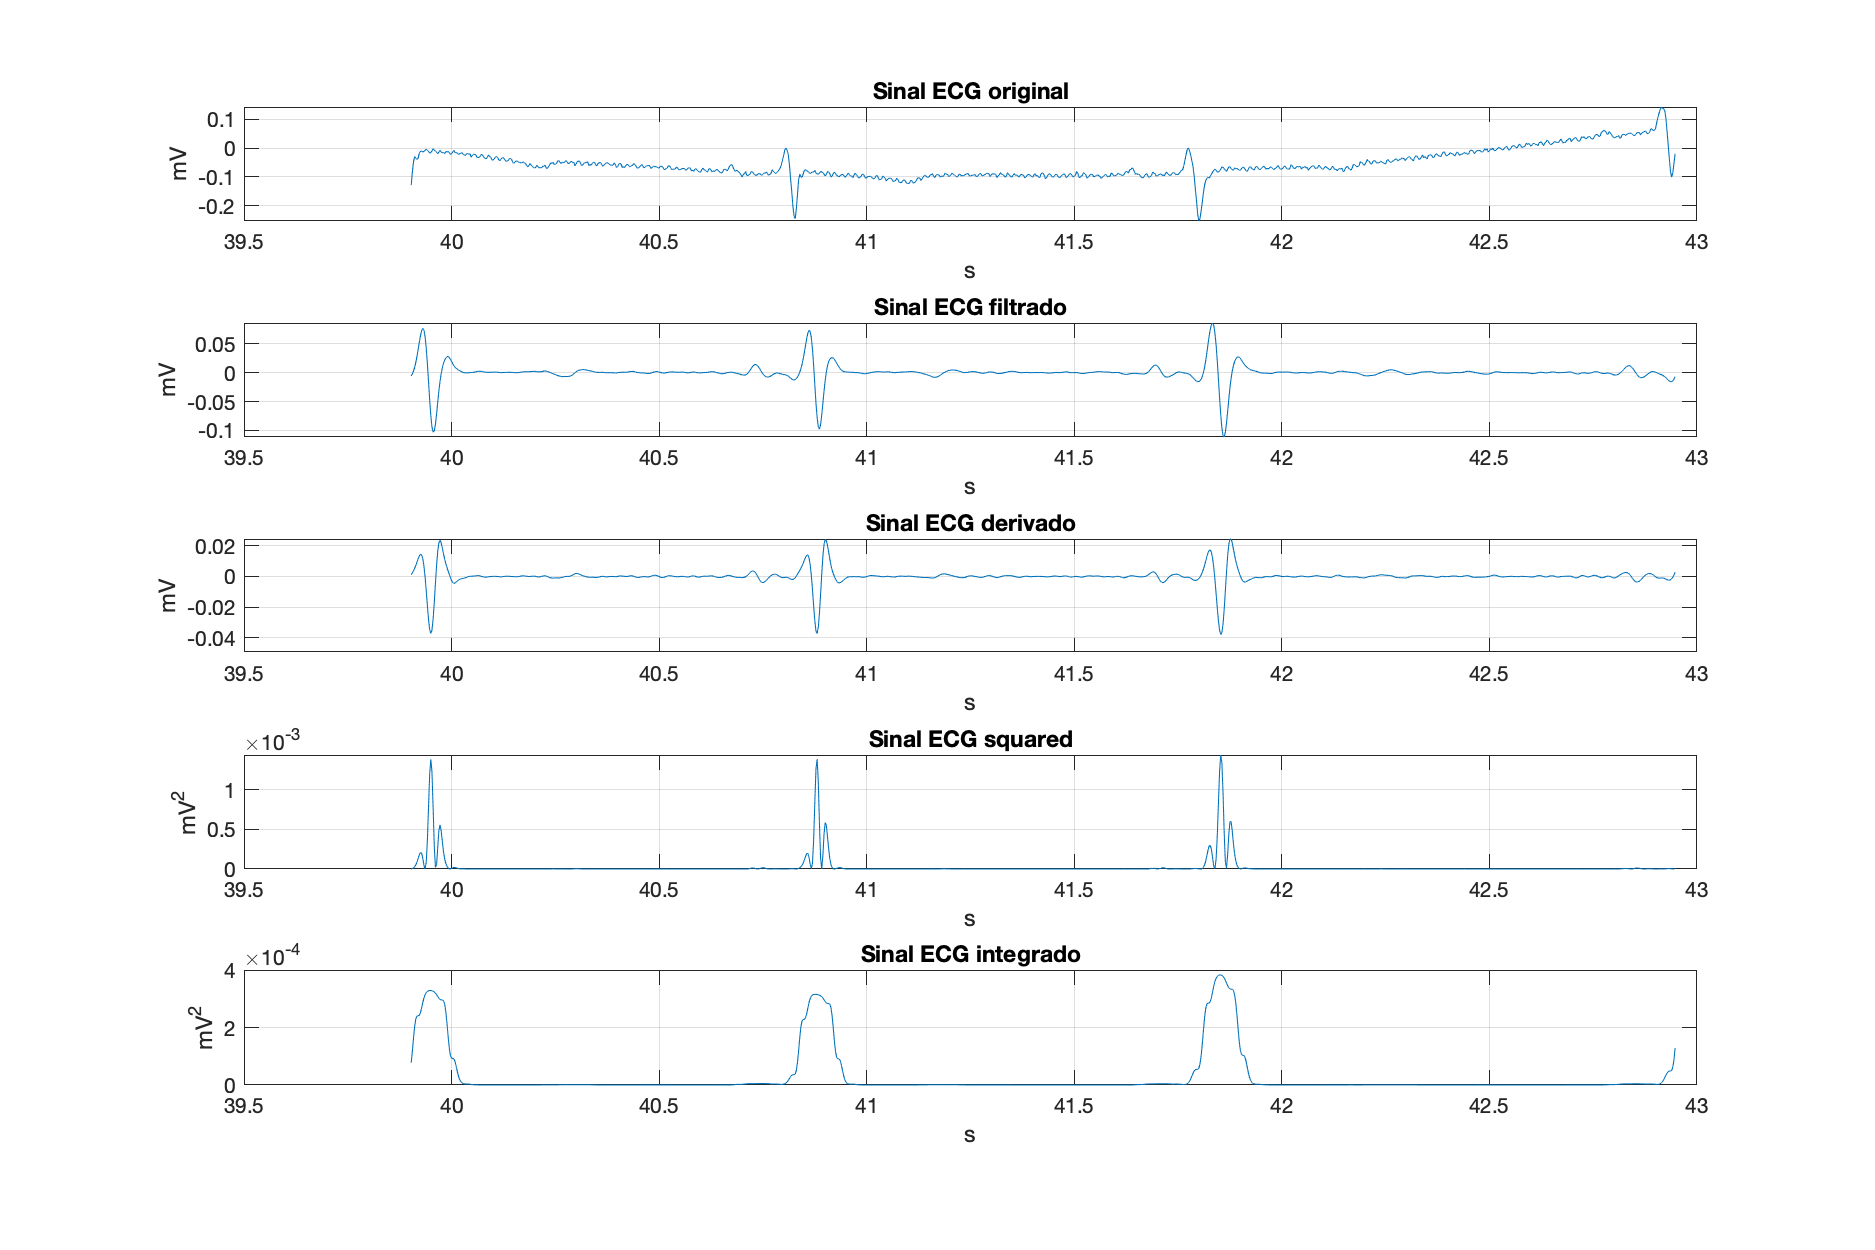 Sinal ECG original
mV
0.1
0
-0.1
-0.2
39.5 40 40.5 41 41.5 42 42.5 43
s
Sinal ECG filtrado
mV
0.05
0
-0.05
-0.1
39.5 40 40.5 41 41.5 42 42.5 43
s
Sinal ECG derivado
mV
0.02
0
-0.02
-0.04
39.5 40 40.5 41 41.5 42 42.5 43
s
Sinal ECG squared
×10⁻³
mV²
1
0.5
0
39.5 40 40.5 41 41.5 42 42.5 43
s
Sinal ECG integrado
×10⁻⁴
mV²
4
2
0
39.5 40 40.5 41 41.5 42 42.5 43
s